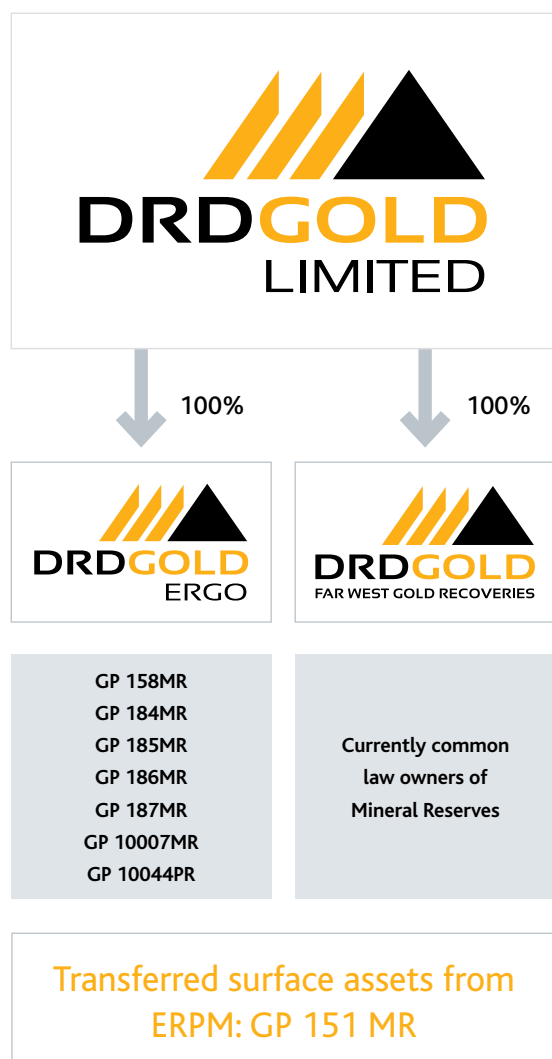 DRDGOLD
LIMITED
100%
100%
DRDGOLD
ERGO
DRDGOLD
FAR WEST GOLD RECOVERIES
GP 158MR
GP 184MR
GP 185MR
GP 186MR
GP 187MR
GP 10007MR
GP 10044PR
Currently common
law owners of
Mineral Reserves
Transferred surface assets from
ERPM: GP 151 MR